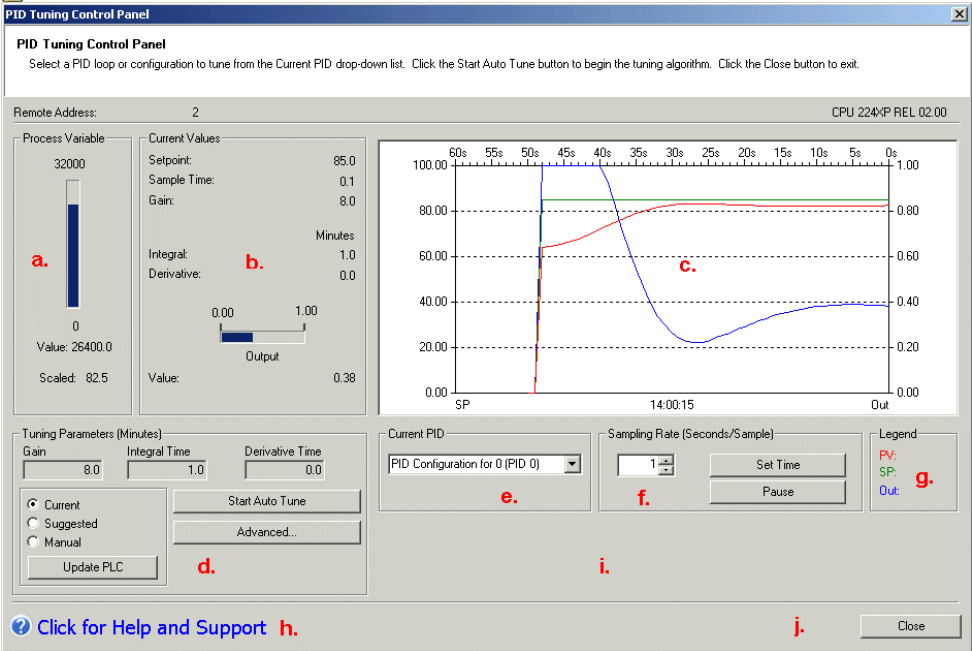 PID Tuning Control Panel
PID Tuning Control Panel
Select a PID loop or configuration to tune from the Current PID drop-down list. Click the Start Auto Tune button to begin the tuning algorithm. Click the Close button to exit.
Remote Address: 2
CPU 224XP REL 02.00
Process Variable
32000
a.
0
Value: 26400.0
Scaled: 82.5
Current Values
Setpoint: 85.0
Sample Time: 0.1
Gain: 8.0
Minutes
Integral: 1.0
b.
Derivative: 0.0
0.00 1.00
Output
Value: 0.38
60s 55s 50s 45s 40s 35s 30s 25s 20s 15s 10s 5s 0s
100.00 1.00
80.00 0.80
60.00 0.60
c.
40.00 0.40
20.00 0.20
0.00 0.00
SP 14:00:15 Out
Tuning Parameters (Minutes)
Gain Integral Time Derivative Time
8.0 1.0 0.0
Current
Suggested
Manual
Update PLC
Start Auto Tune
Advanced...
d.
Current PID
PID Configuration for 0 (PID 0)
e.
Sampling Rate (Seconds/Sample)
1
Set Time
Pause
f.
Legend
PV:
SP:
Out:
g.
i.
? Click for Help and Support h.
j.
Close